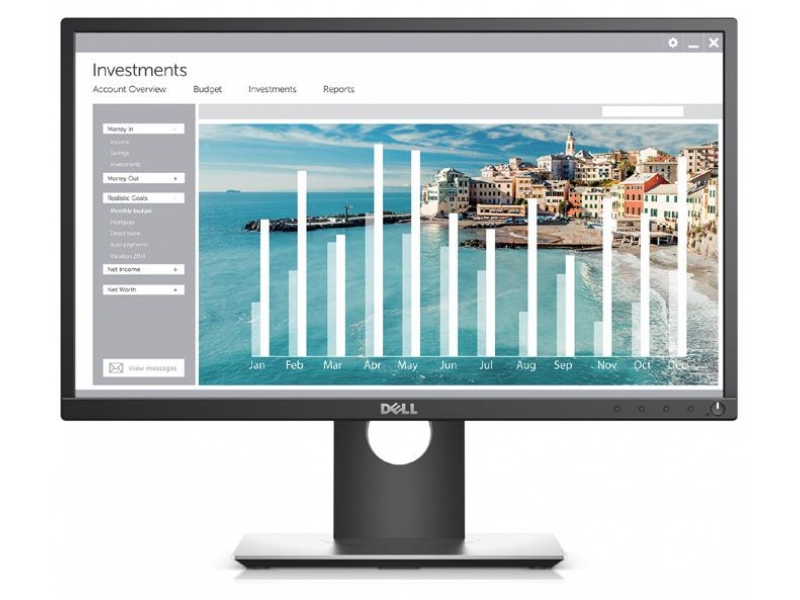 Investments
Account Overview Budget Investments Reports
Money In -
Income
Savings
Investments
Money Out +
Realistic Goals -
Monthly budget
Mortgage
Direct loans
Auto payments
Vacation 2014
Net Income +
Net Worth +
View messages
Jan Feb Mar Apr May Jun Jul Aug Sep Nov Oct Dec
DELL